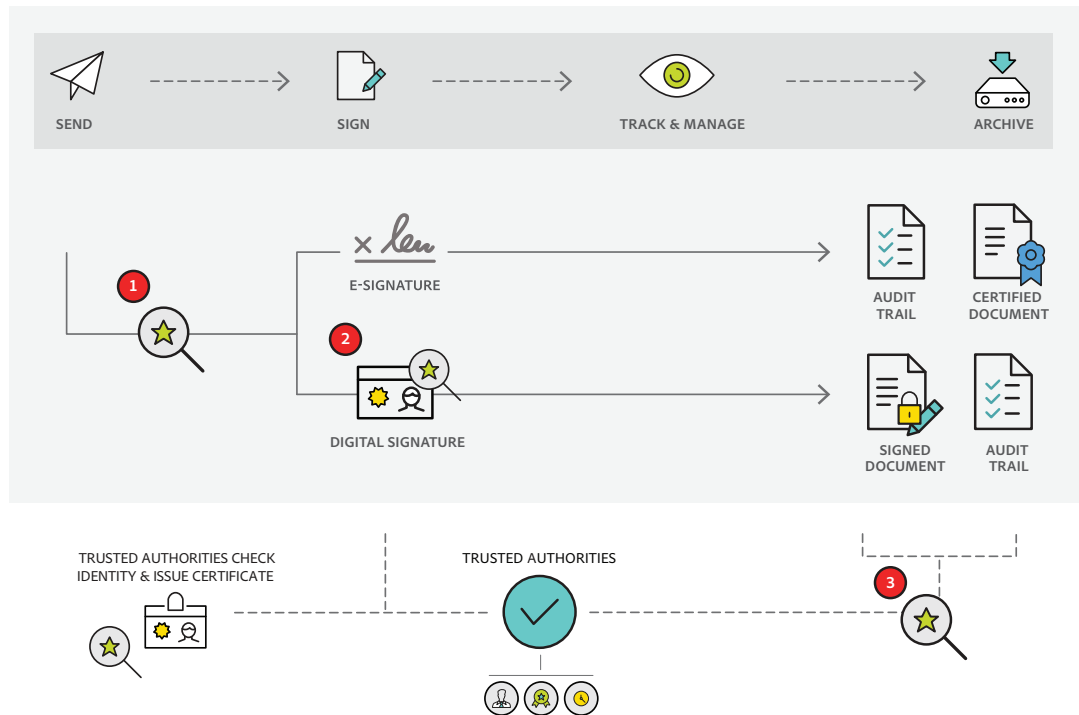 SEND
SIGN
TRACK & MANAGE
ARCHIVE
x len
E-SIGNATURE
1
AUDIT
TRAIL
CERTIFIED
DOCUMENT
2
DIGITAL SIGNATURE
SIGNED
DOCUMENT
AUDIT
TRAIL
TRUSTED AUTHORITIES CHECK
IDENTITY & ISSUE CERTIFICATE
TRUSTED AUTHORITIES
3